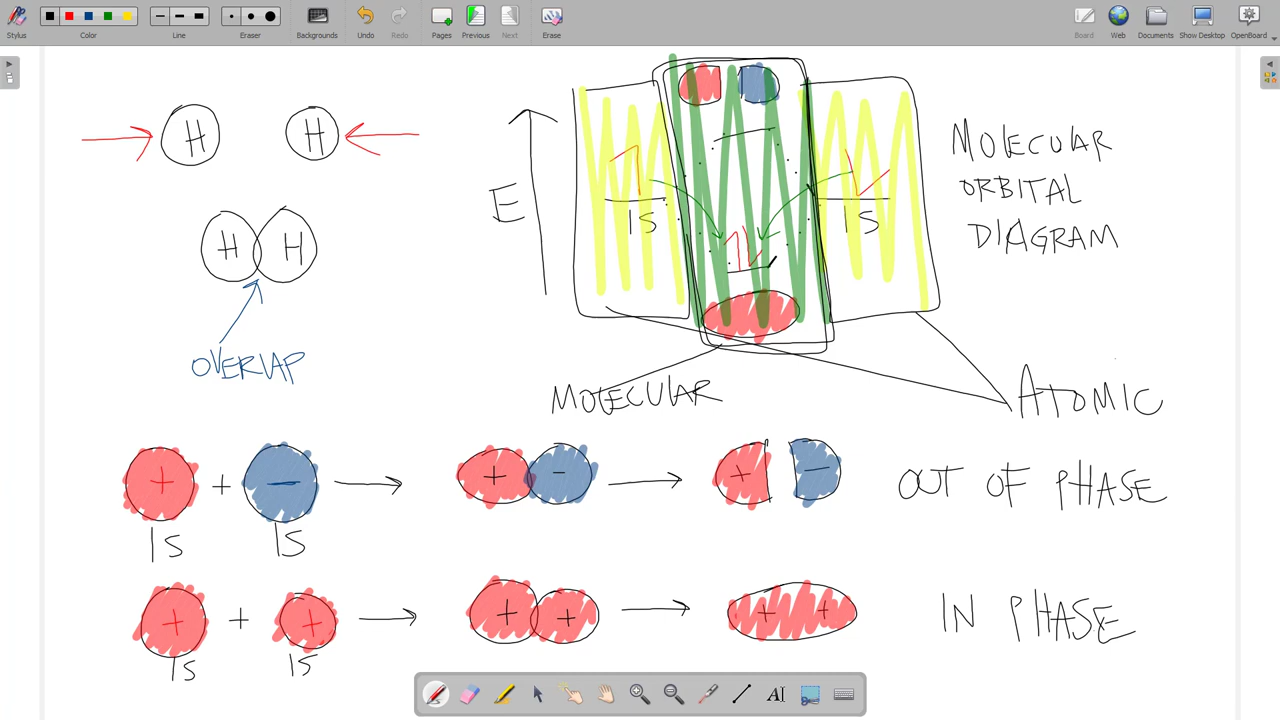 Stylus
Color
Line
Eraser
Backgrounds
Undo
Redo
Pages
Previous
Next
Erase
Board
Web
Documents
Show Desktop
OpenBoard
H H
H H
OVERLAP
E
1S
1S
MOLECULAR
ORBITAL
DIAGRAM
MOLECULAR
ATOMIC
+ + − → + − → + − OUT OF PHASE
1S 1S
+ + + → + + → + + IN PHASE
1S 1S
AI